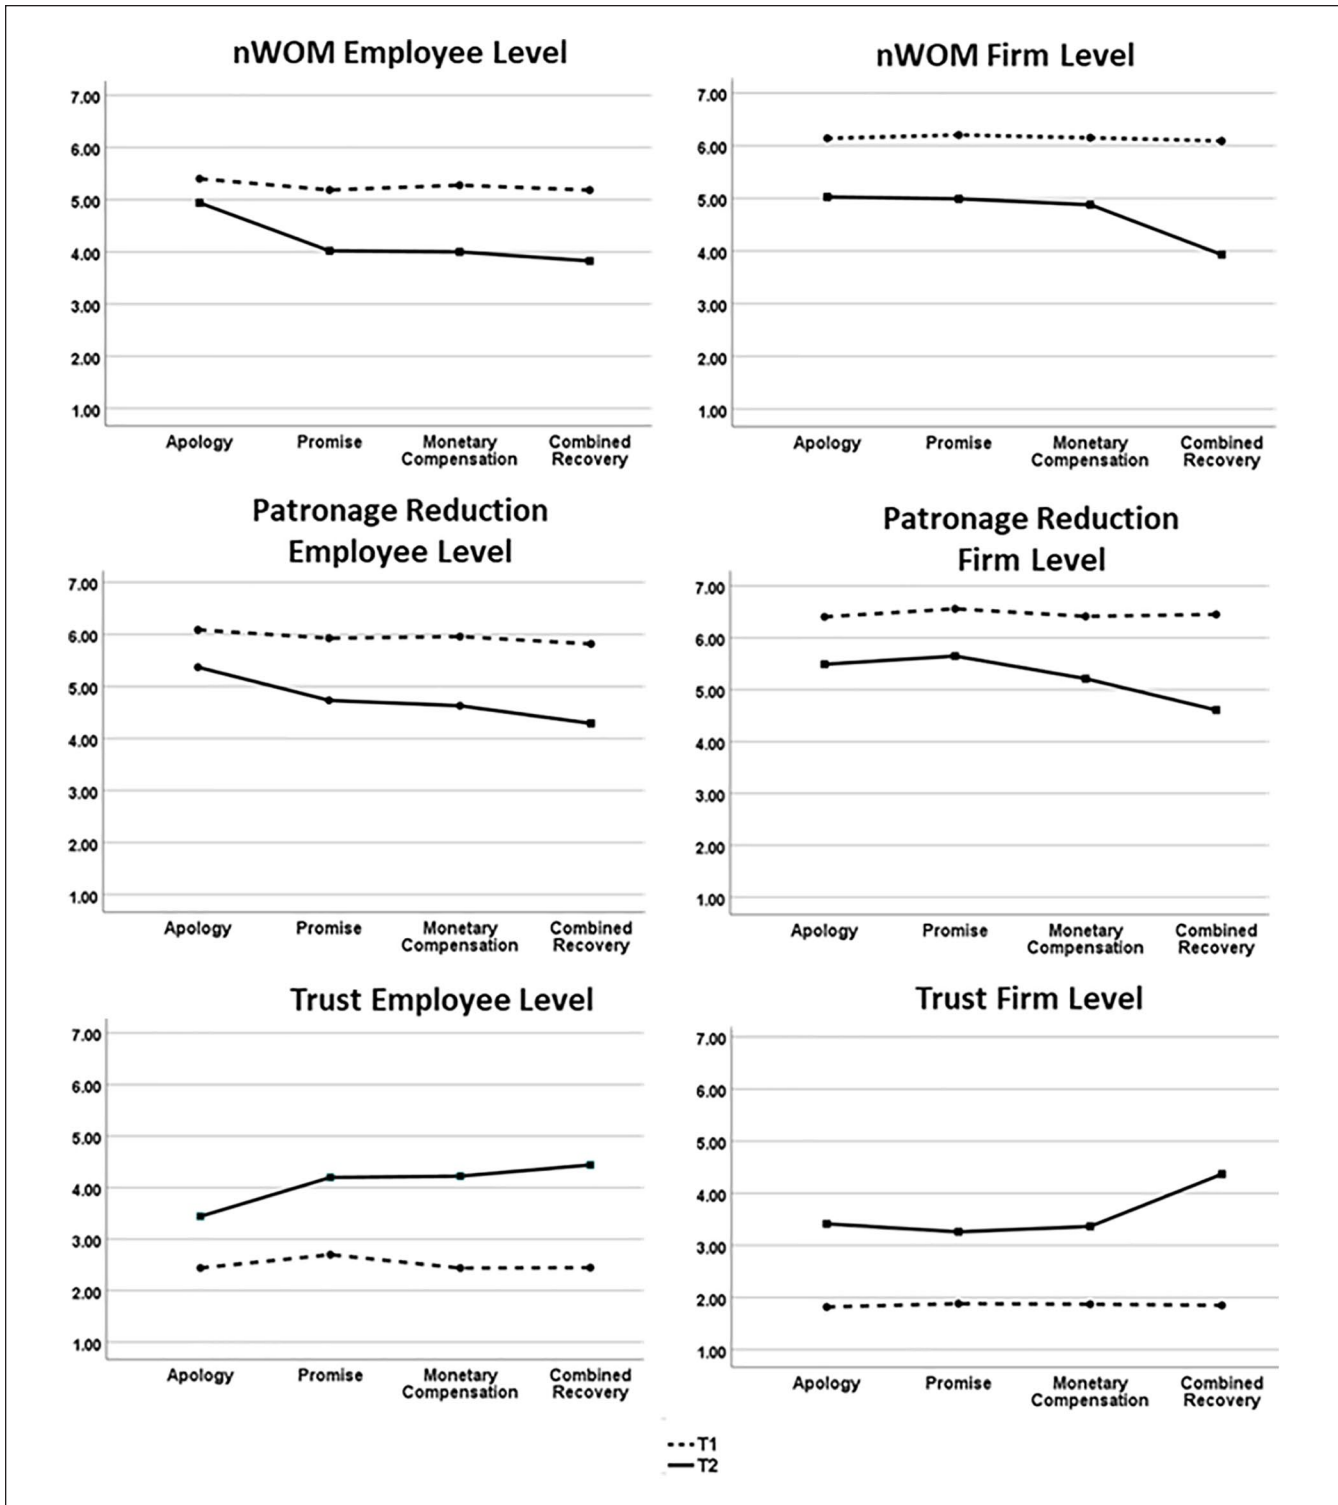 nWOM Employee Level
7.00
6.00
5.00
4.00
3.00
2.00
1.00
Apology Promise Monetary Compensation Combined Recovery
nWOM Firm Level
7.00
6.00
5.00
4.00
3.00
2.00
1.00
Apology Promise Monetary Compensation Combined Recovery
Patronage Reduction
Employee Level
7.00
6.00
5.00
4.00
3.00
2.00
1.00
Apology Promise Monetary Compensation Combined Recovery
Patronage Reduction
Firm Level
7.00
6.00
5.00
4.00
3.00
2.00
1.00
Apology Promise Monetary Compensation Combined Recovery
Trust Employee Level
7.00
6.00
5.00
4.00
3.00
2.00
1.00
Apology Promise Monetary Compensation Combined Recovery
Trust Firm Level
7.00
6.00
5.00
4.00
3.00
2.00
1.00
Apology Promise Monetary Compensation Combined Recovery
T1
T2